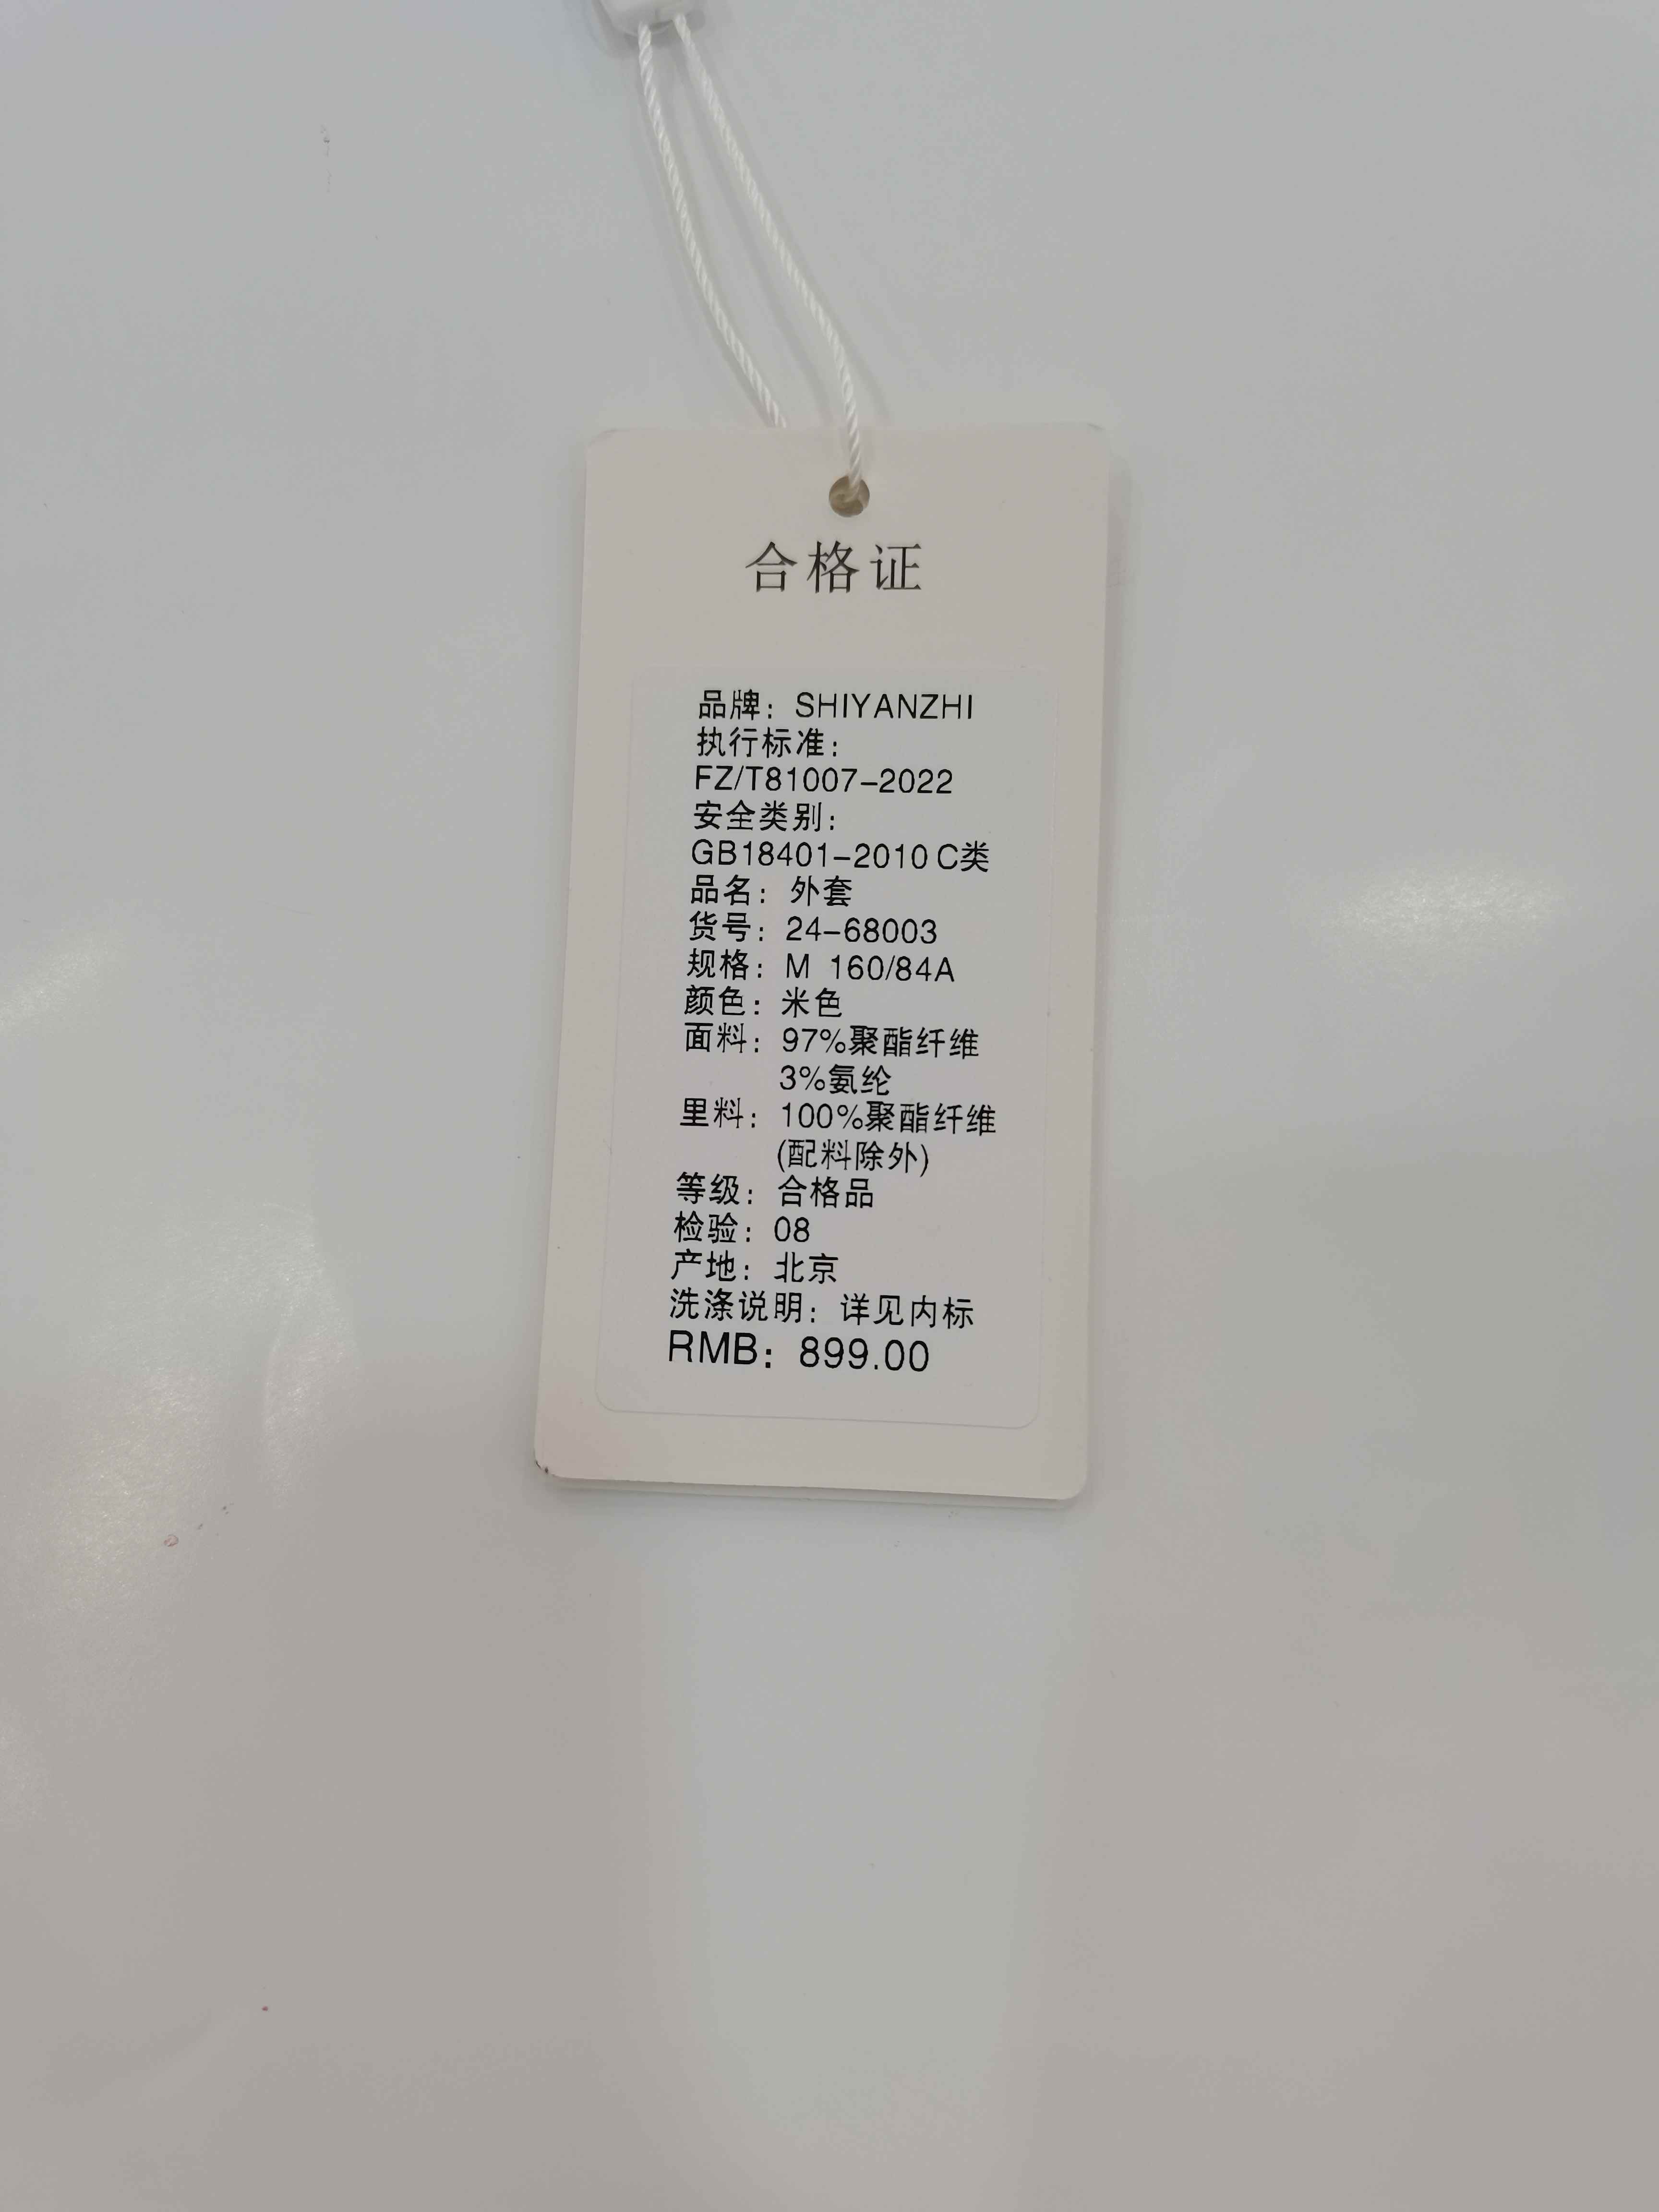 合格证
品牌：SHIYANZHI
执行标准：
FZ/T81007-2022
安全类别：
GB18401-2010 C类
品名：外套
货号：24-68003
规格：M 160/84A
颜色：米色
面料：97%聚酯纤维
3%氨纶
里料：100%聚酯纤维
(配料除外)
等级：合格品
检验：08
产地：北京
洗涤说明：详见内标
RMB：899.00